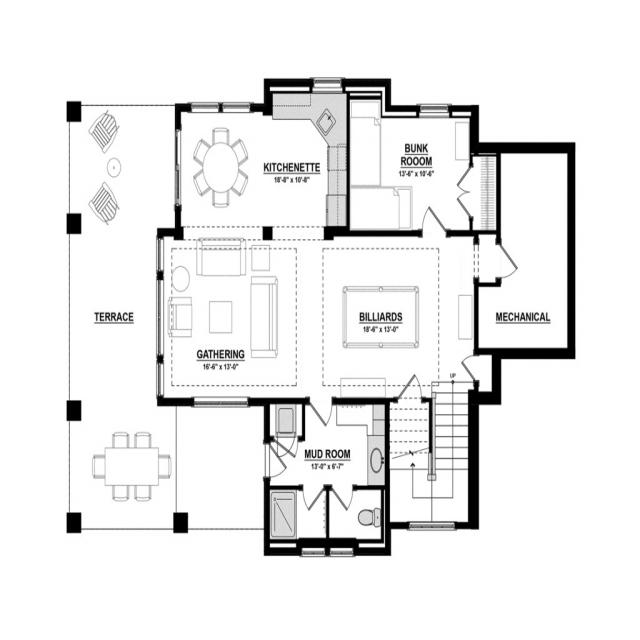 KITCHENETTE
18'-8" x 10'-8"
BUNK
ROOOM
13'-6" x 10'-6"
TERRACE
BILLIARDS
18'-6" x 13'-0"
MECHANICAL
GATHERING
16'-6" x 13'-0"
UP
MUD ROOM
13'-0" x 6'-7"